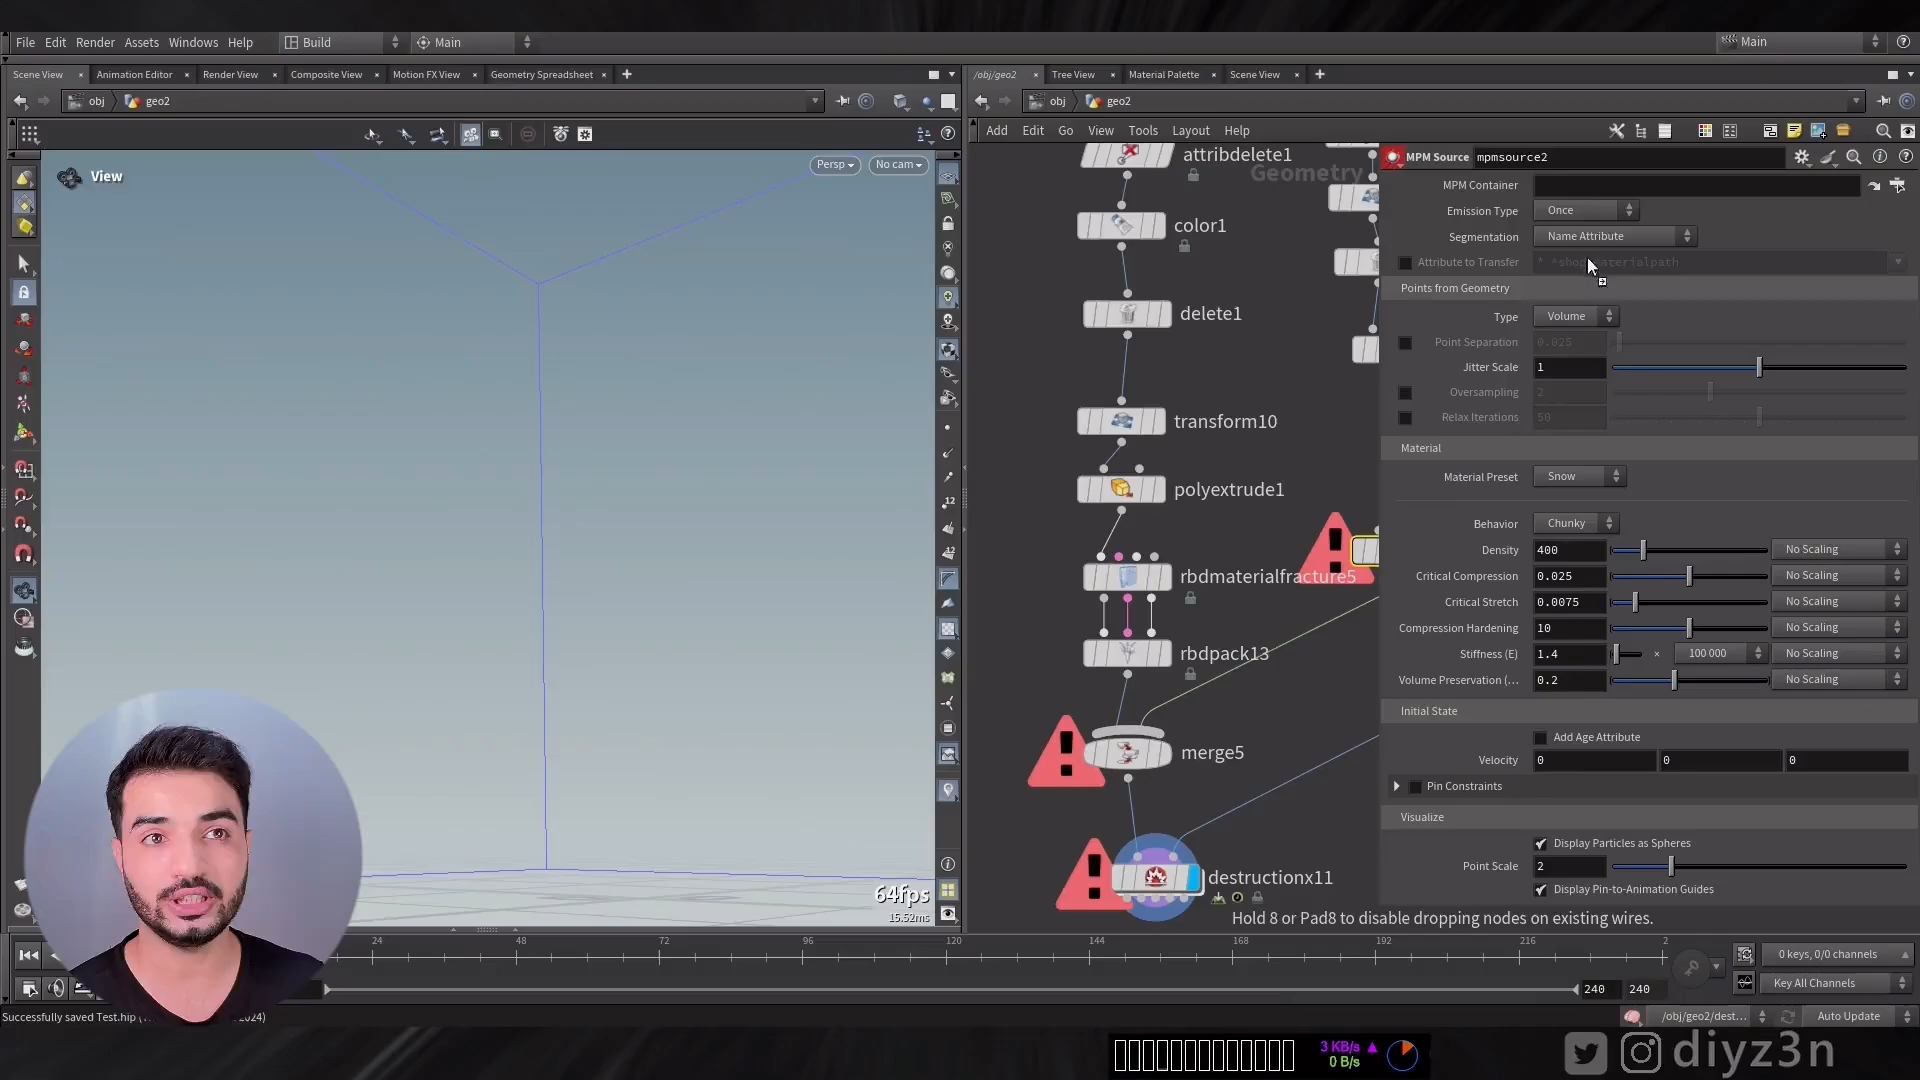 File Edit Render Assets Windows Help Build Main Main
Scene View Animation Editor Render View Composite View Motion FX View Geometry Spreadsheet /obj/geo2 Tree View Material Palette Scene View
obj geo2 obj geo2
Add Edit Go View Tools Layout Help
View
Persp No cam
64fps
15.52ms
Geometry
attribdelete1
color1
delete1
transform10
polyextrude1
rbdmaterialfracture5
rbdpack13
merge5
destructionx11
MPM Source mpmsource2
MPM Container
Emission Type Once
Segmentation Name Attribute
Attribute to Transfer
Points from Geometry
Type Volume
Point Separation 0.025
Jitter Scale 1
Oversampling 2
Relax Iterations 50
Material
Material Preset Snow
Behavior Chunky
Density 400 No Scaling
Critical Compression 0.025 No Scaling
Critical Stretch 0.0075 No Scaling
Compression Hardening 10 No Scaling
Stiffness (E) 1.4 × 100 000 No Scaling
Volume Preservation (... 0.2 No Scaling
Initial State
Add Age Attribute
Velocity 0 0 0
Pin Constraints
Visualize
Display Particles as Spheres
Point Scale 2
Display Pin-to-Animation Guides
Hold 8 or Pad8 to disable dropping nodes on existing wires.
24 48 72 96 120 144 168 192 216 2
0 keys, 0/0 channels
240 240 Key All Channels
Successfully saved Test.hip 2024)
/obj/geo2/dest... Auto Update
3 KB/s
0 B/s
diyz3n